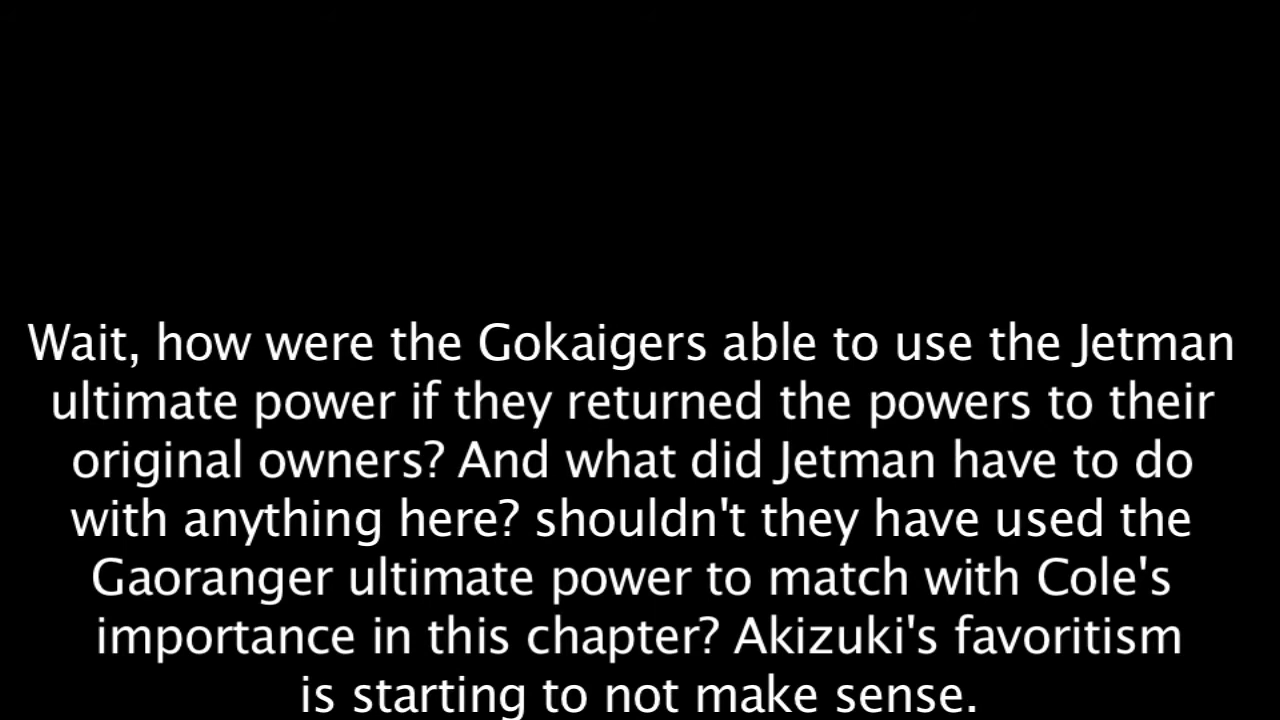 Wait, how were the Gokaigers able to use the Jetman
ultimate power if they returned the powers to their
original owners? And what did Jetman have to do
with anything here? shouldn't they have used the
Gaoranger ultimate power to match with Cole's
importance in this chapter? Akizuki's favoritism
is starting to not make sense.